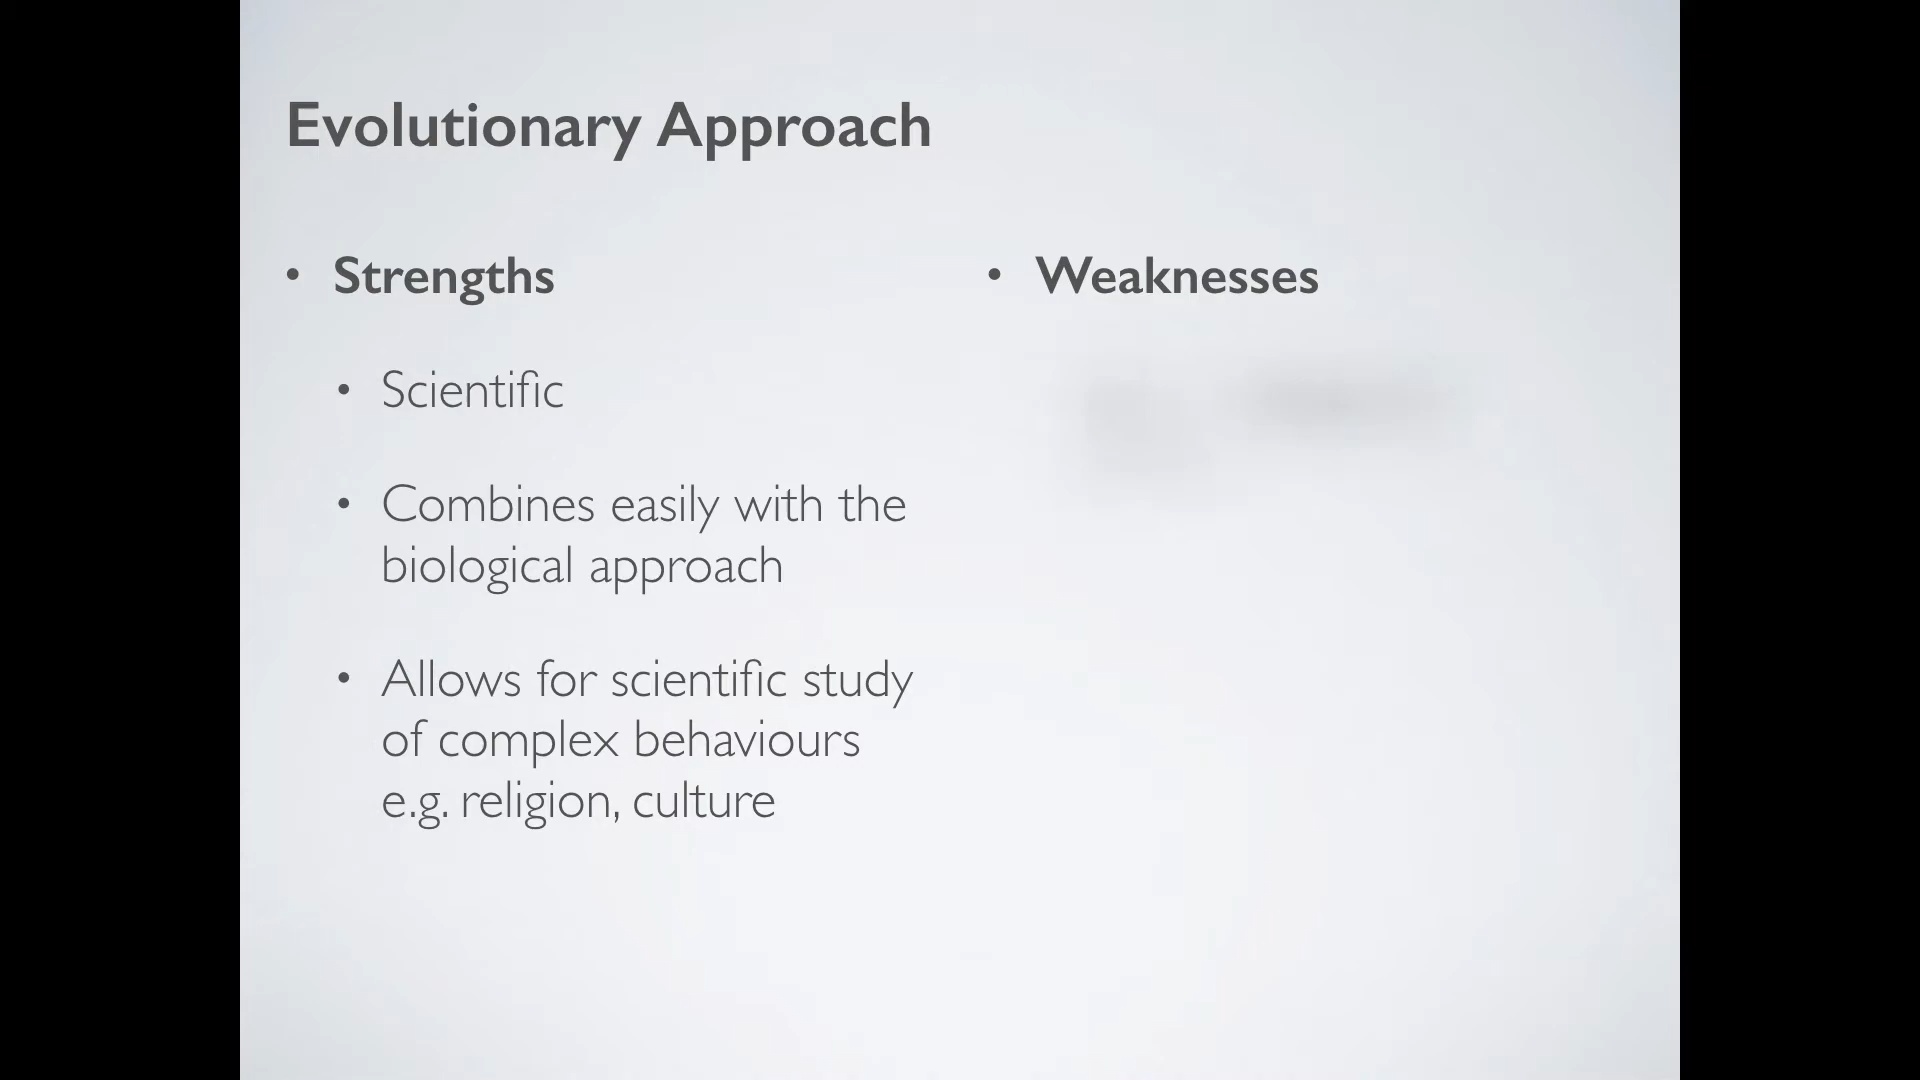 Evolutionary Approach
• Strengths
• Scientific
• Combines easily with the
biological approach
• Allows for scientific study
of complex behaviours
e.g. religion, culture
• Weaknesses